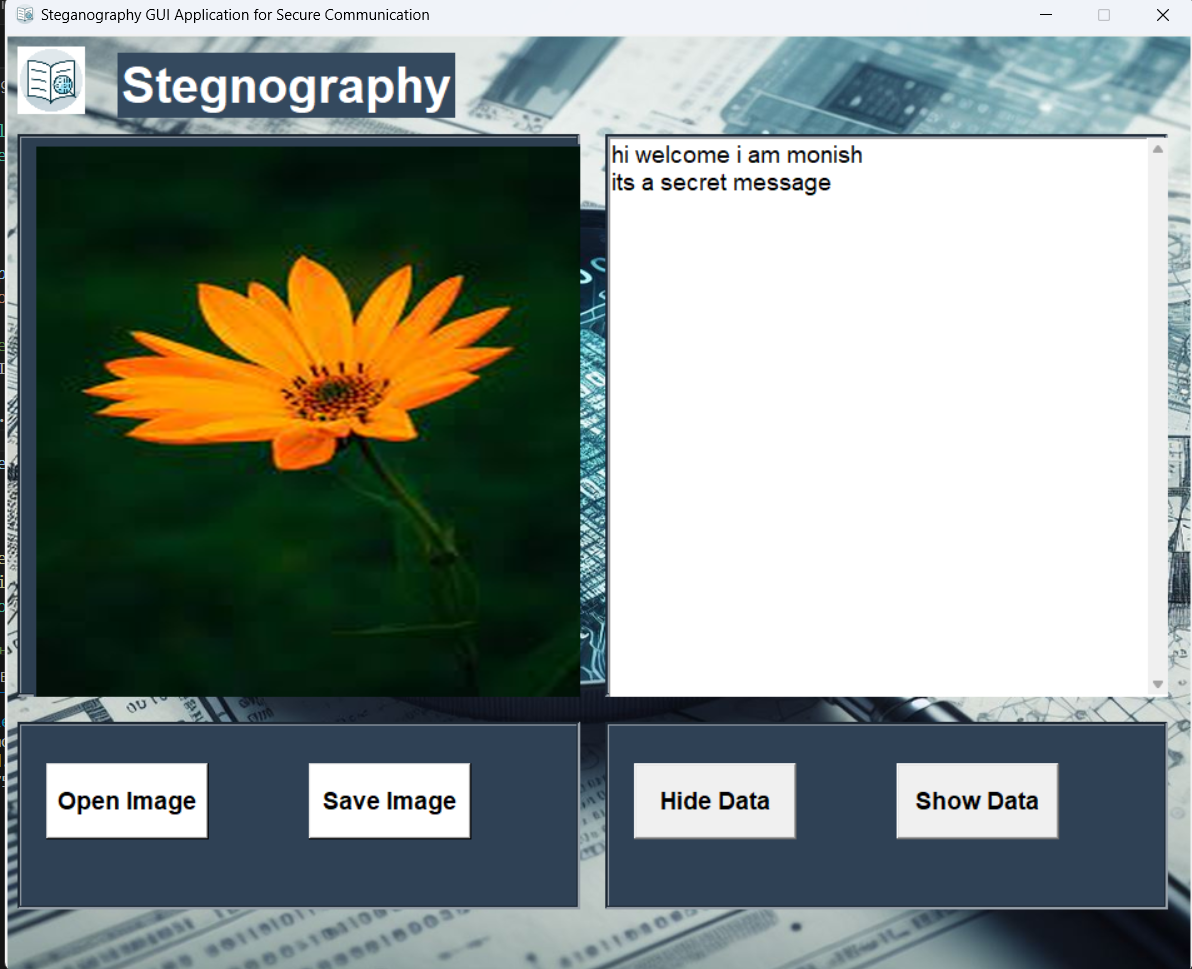 Steganography GUI Application for Secure Communication
Stegnography
hi welcome i am monish
its a secret message
Open Image
Save Image
Hide Data
Show Data